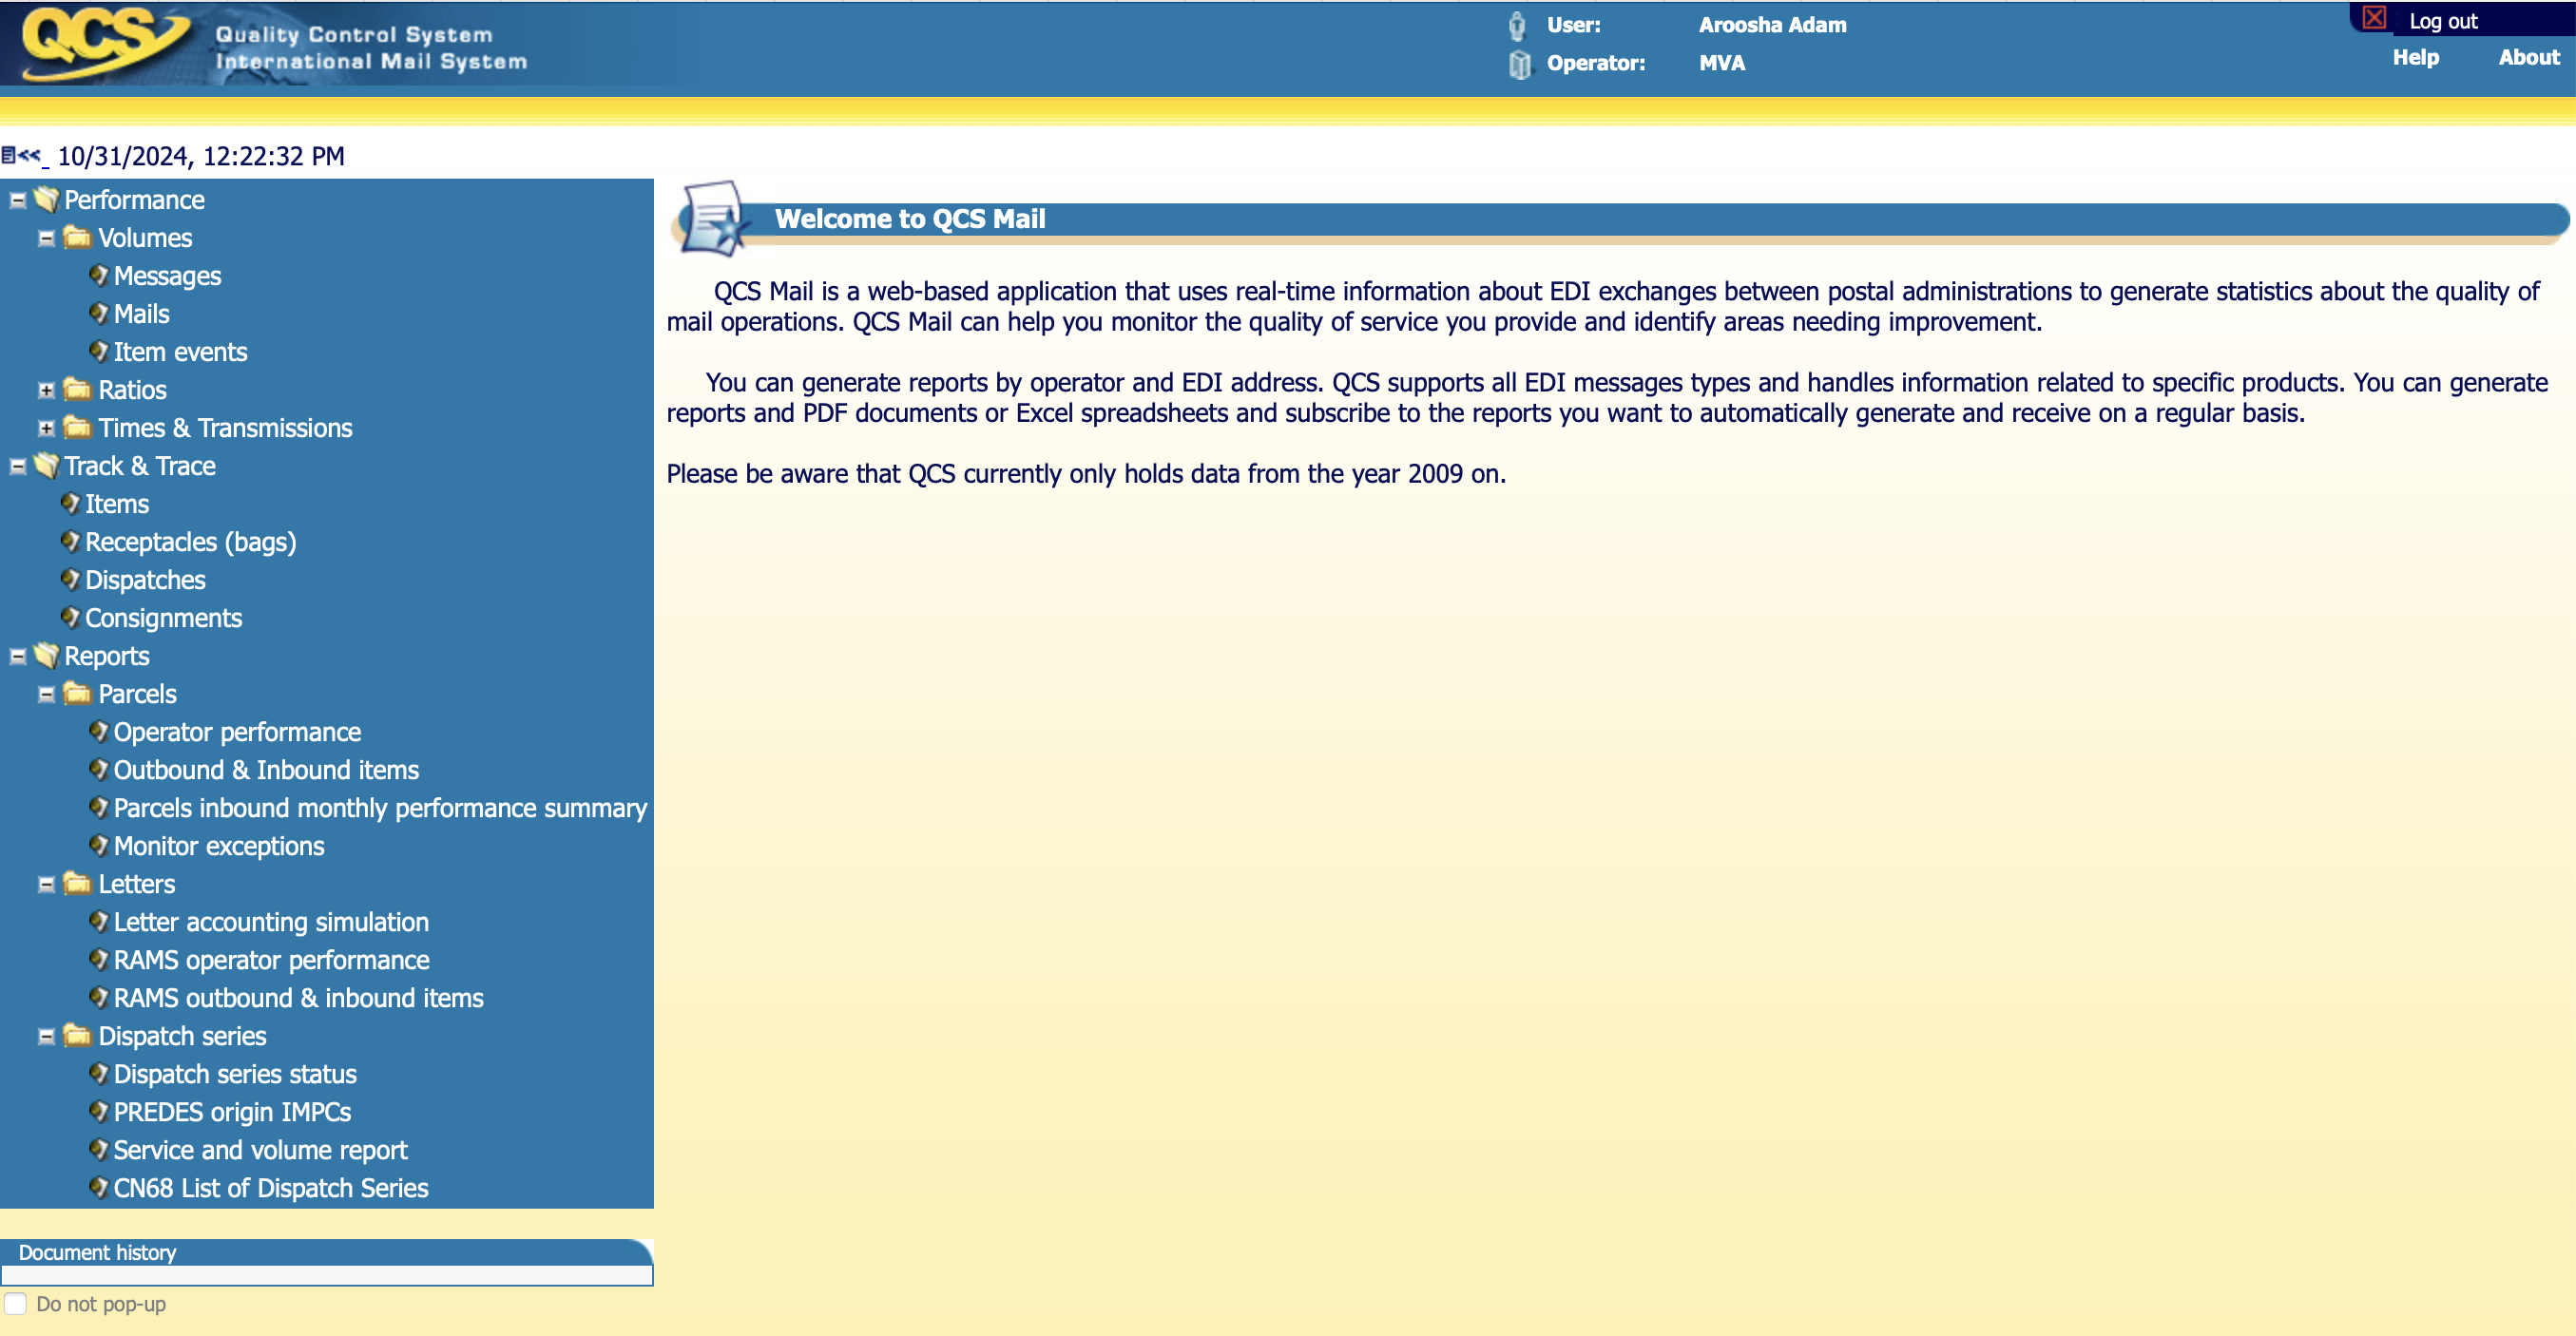 QCS Quality Control System
International Mail System
User: Aroosha Adam
Operator: MVA
Log out
Help About
<<_ 10/31/2024, 12:22:32 PM
Performance
Volumes
Messages
Mails
Item events
Ratios
Times & Transmissions
Track & Trace
Items
Receptacles (bags)
Dispatches
Consignments
Reports
Parcels
Operator performance
Outbound & Inbound items
Parcels inbound monthly performance summary
Monitor exceptions
Letters
Letter accounting simulation
RAMS operator performance
RAMS outbound & inbound items
Dispatch series
Dispatch series status
PREDES origin IMPCs
Service and volume report
CN68 List of Dispatch Series
Document history
Do not pop-up
Welcome to QCS Mail
QCS Mail is a web-based application that uses real-time information about EDI exchanges between postal administrations to generate statistics about the quality of
mail operations. QCS Mail can help you monitor the quality of service you provide and identify areas needing improvement.
You can generate reports by operator and EDI address. QCS supports all EDI messages types and handles information related to specific products. You can generate
reports and PDF documents or Excel spreadsheets and subscribe to the reports you want to automatically generate and receive on a regular basis.
Please be aware that QCS currently only holds data from the year 2009 on.